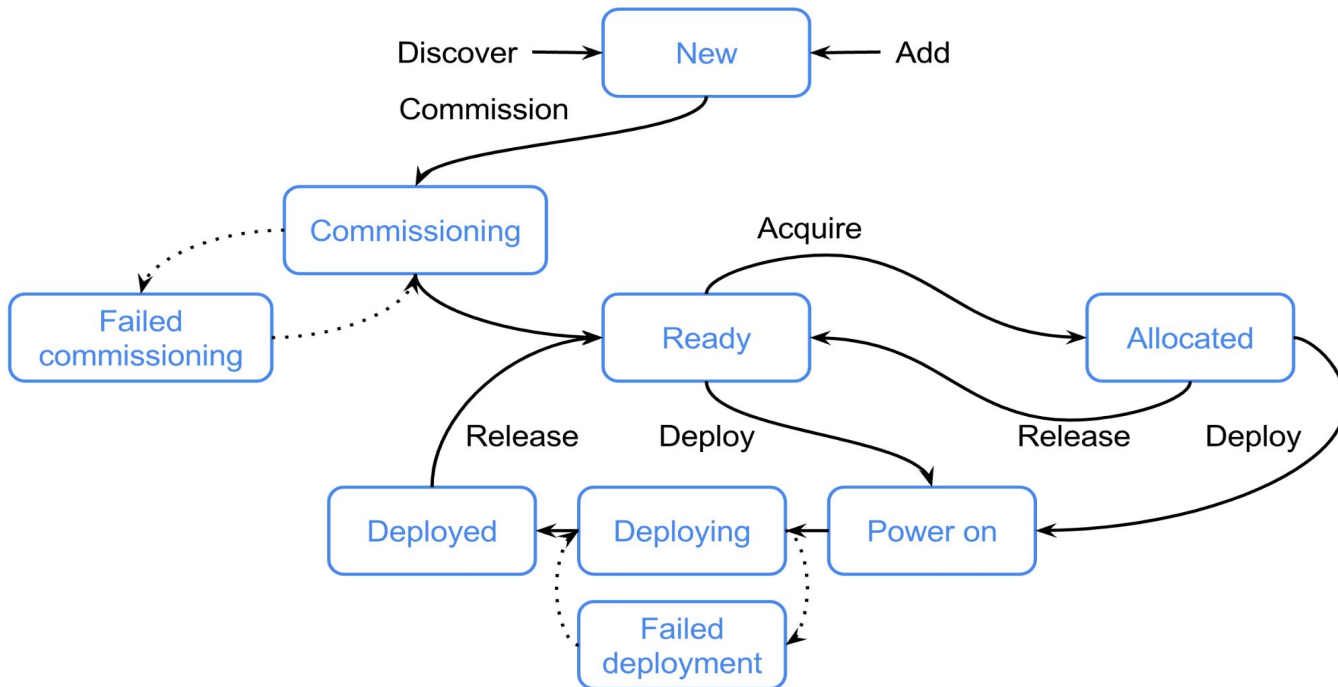 Discover
New
Add
Commission
Commissioning
Acquire
Failed
commissioning
Ready
Allocated
Release
Deploy
Release
Deploy
Deployed
Deploying
Power on
Failed
deployment